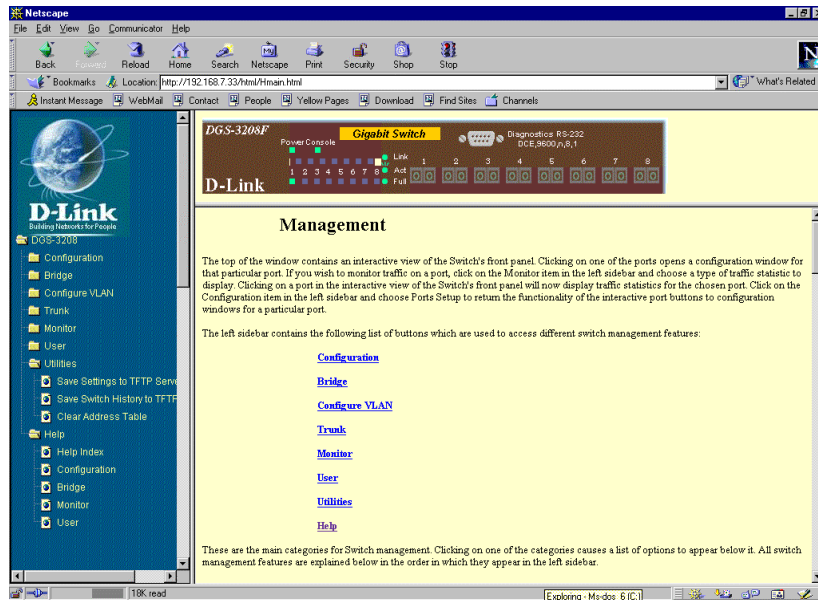 Netscape
File Edit View Go Communicator Help
Back Forward Reload Home Search Netscape Print Security Shop Stop
Bookmarks Location: http://192.168.7.33/html/Hmain.html What's Related
Instant Message WebMail Contact People Yellow Pages Download Find Sites Channels
D-Link
Building Networks for People
DGS-3208
Configuration
Bridge
Configure VLAN
Trunk
Monitor
User
Utilities
Save Settings to TFTP Serve
Save Switch History to TFTP
Clear Address Table
Help
Help Index
Configuration
Bridge
Monitor
User
DGS-3208F
Power Console
Gigabit Switch
Diagnostics RS-232
DCE,9600,n,8,1
Link
Act
Full
1 2 3 4 5 6 7 8
1 2 3 4 5 6 7 8
D-Link
Management
The top of the window contains an interactive view of the Switch's front panel. Clicking on one of the ports opens a configuration window for
that particular port. If you wish to monitor traffic on a port, click on the Monitor item in the left sidebar and choose a type of traffic statistic to
display. Clicking on a port in the interactive view of the Switch's front panel will now display traffic statistics for the chosen port. Click on the
Configuration item in the left sidebar and choose Ports Setup to return the functionality of the interactive port buttons to configuration
windows for a particular port.
The left sidebar contains the following list of buttons which are used to access different switch management features:
Configuration
Bridge
Configure VLAN
Trunk
Monitor
User
Utilities
Help
These are the main categories for Switch management. Clicking on one of the categories causes a list of options to appear below it. All switch
management features are explained below in the order in which they appear in the left sidebar.
18K read
Exploring - Ms-dos_6 (C:)